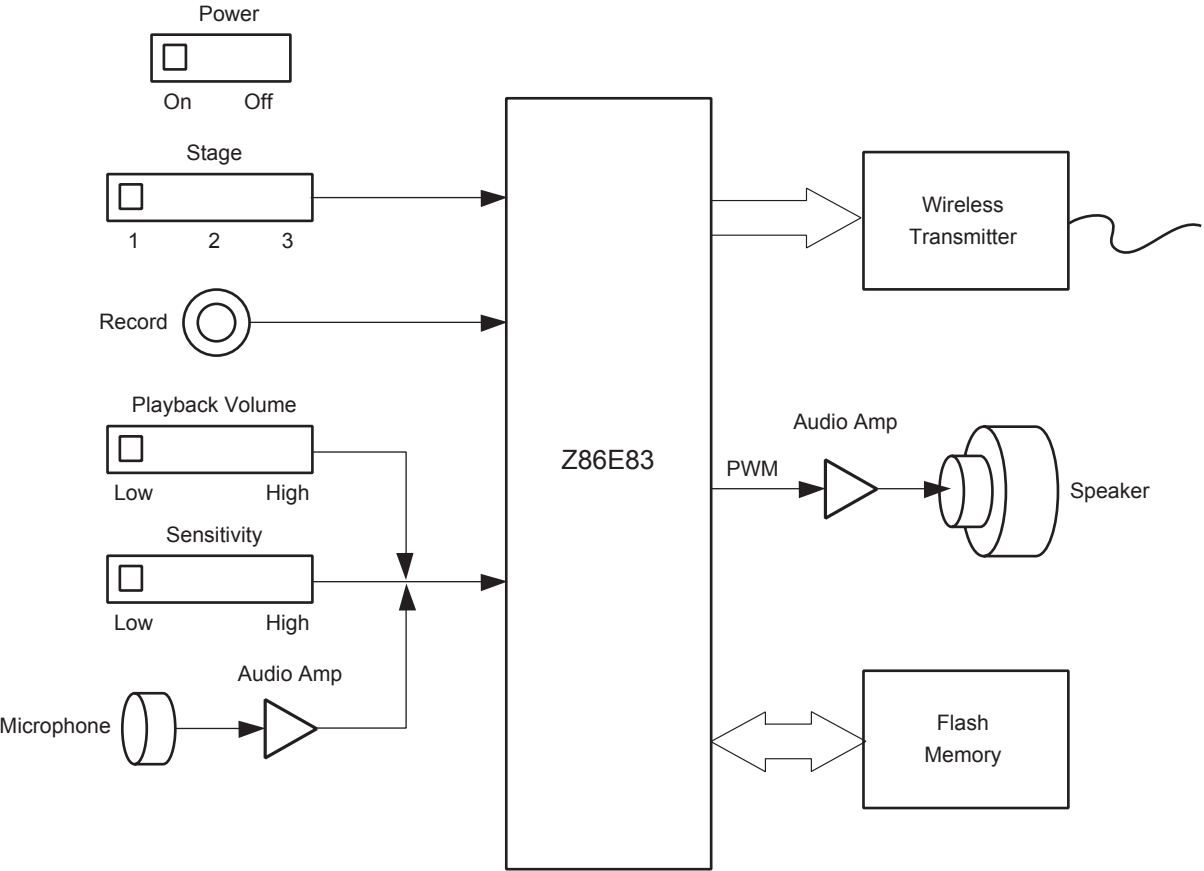 Power
On Off
Stage
1 2 3
Record
Playback Volume
Low High
Sensitivity
Low High
Audio Amp
Microphone
Z86E83
Wireless
Transmitter
Audio Amp
PWM
Speaker
Flash
Memory